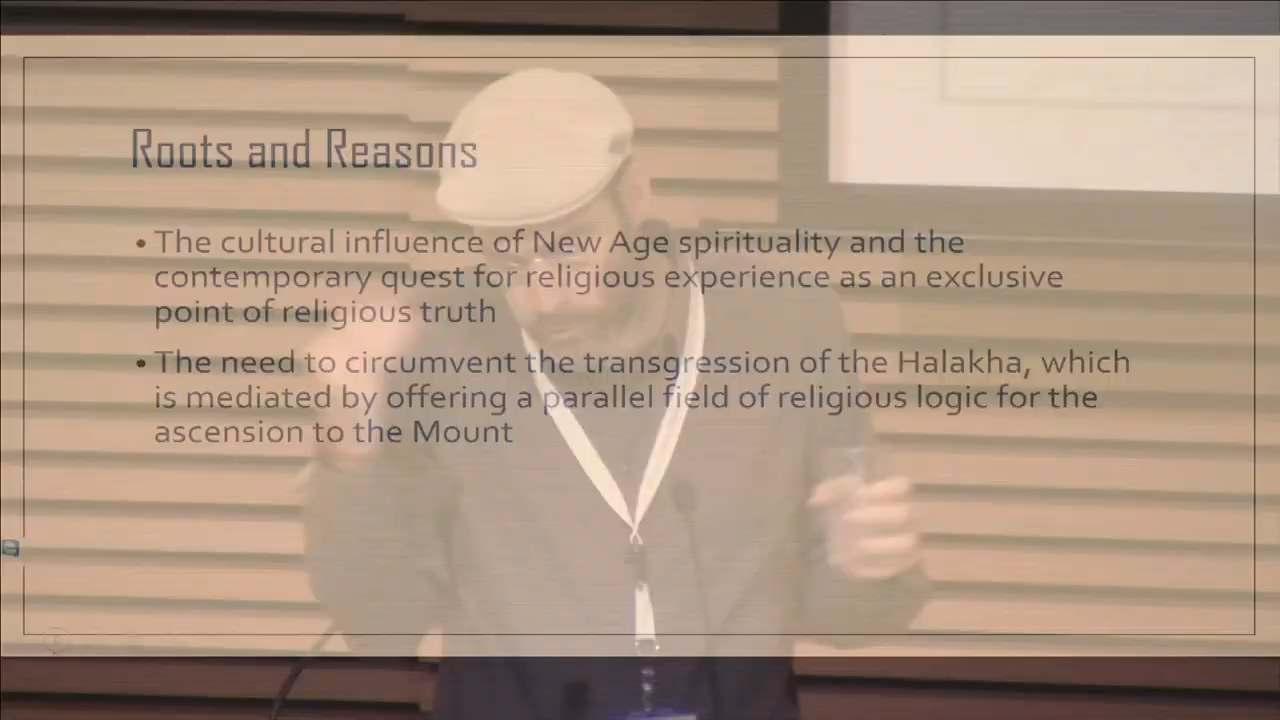 Roots and Reasons
• The cultural influence of New Age spirituality and the
contemporary quest for religious experience as an exclusive
point of religious truth
• The need to circumvent the transgression of the Halakha, which
is mediated by offering a parallel field of religious logic for the
ascension to the Mount